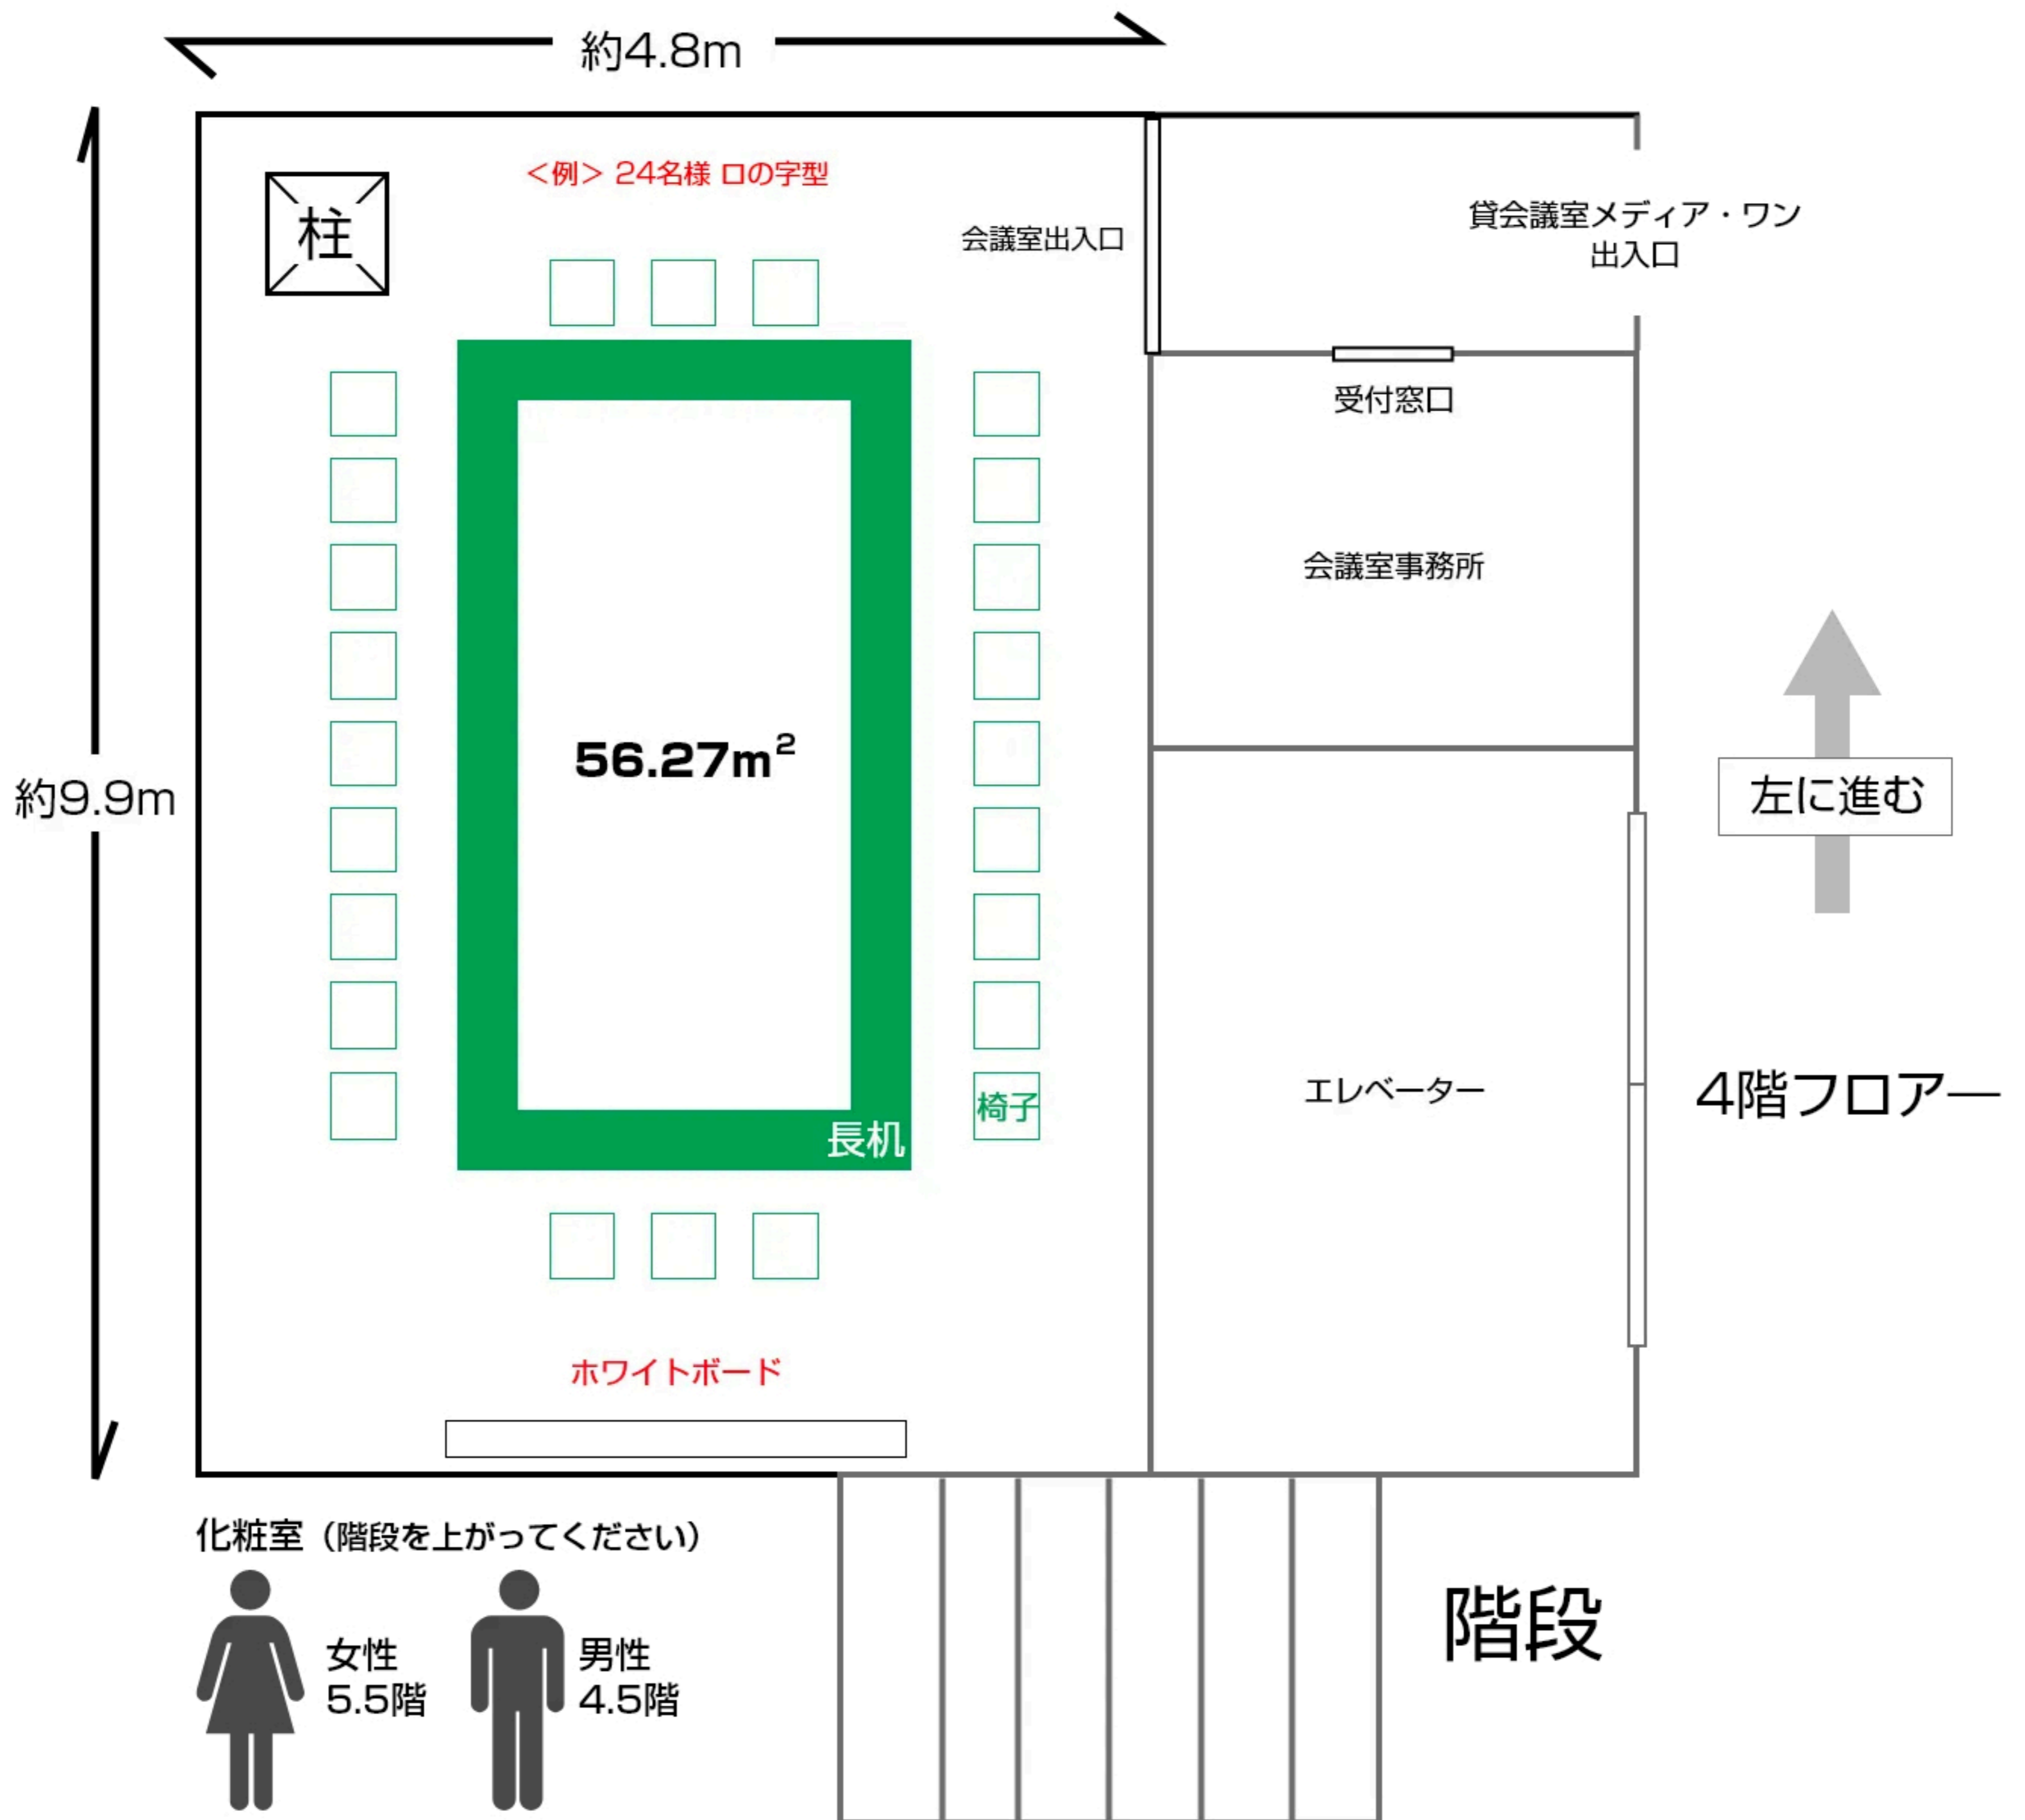 約4.8m
＜例＞ 24名様 ロの字型
柱
会議室出入口
貸会議室メディア・ワン
出入口
受付窓口
会議室事務所
56.27m²
約9.9m
左に進む
エレベーター
4階フロアー
椅子
長机
ホワイトボード
化粧室（階段を上がってください）
女性
5.5階
男性
4.5階
階段